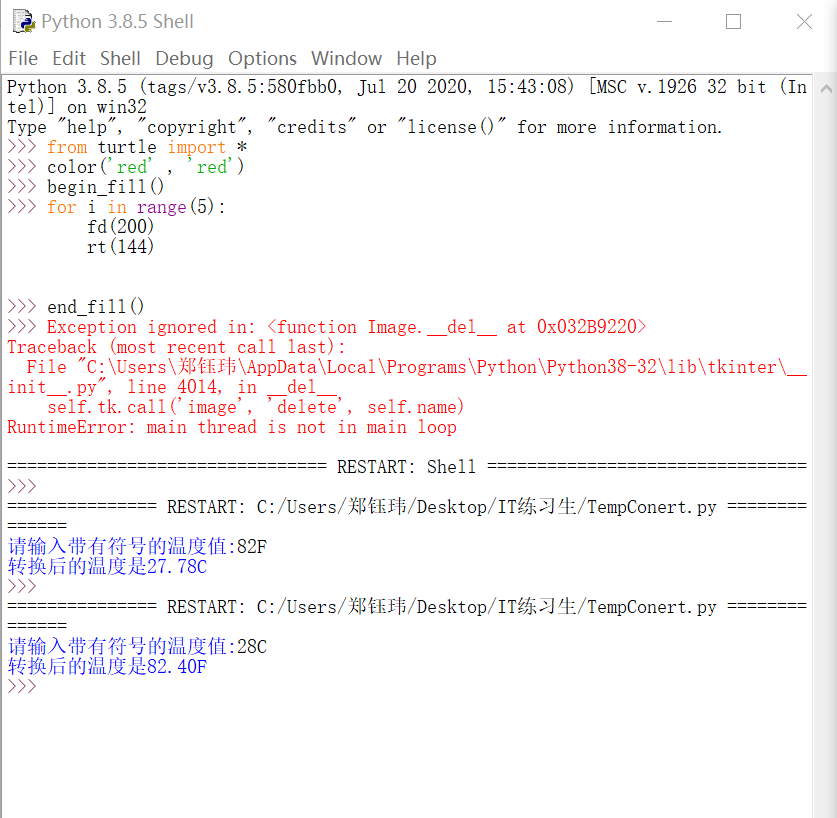 Python 3.8.5 Shell
File Edit Shell Debug Options Window Help
Python 3.8.5 (tags/v3.8.5:580fbb0, Jul 20 2020, 15:43:08) [MSC v.1926 32 bit (In
tel)] on win32
Type "help", "copyright", "credits" or "license()" for more information.
>>> from turtle import *
>>> color('red' , 'red')
>>> begin_fill()
>>> for i in range(5):
        fd(200)
        rt(144)
>>> end_fill()
>>> Exception ignored in: <function Image.__del__ at 0x032B9220>
Traceback (most recent call last):
  File "C:\Users\郑钰玮\AppData\Local\Programs\Python\Python38-32\lib\tkinter\__
init__.py", line 4014, in __del__
    self.tk.call('image', 'delete', self.name)
RuntimeError: main thread is not in main loop
================================ RESTART: Shell ================================
>>>
=============== RESTART: C:/Users/郑钰玮/Desktop/IT练习生/TempConert.py ========
======
请输入带有符号的温度值:82F
转换后的温度是27.78C
>>>
=============== RESTART: C:/Users/郑钰玮/Desktop/IT练习生/TempConert.py ========
======
请输入带有符号的温度值:28C
转换后的温度是82.40F
>>>